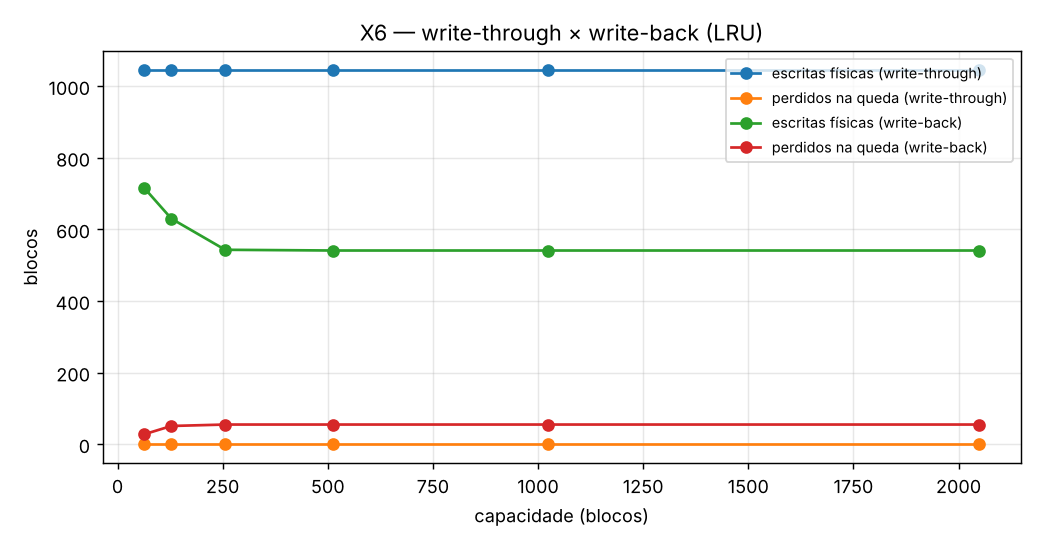 X6 — write-through × write-back (LRU)
escritas físicas (write-through)
perdidos na queda (write-through)
escritas físicas (write-back)
perdidos na queda (write-back)
blocos
1000
800
600
400
200
0
0 250 500 750 1000 1250 1500 1750 2000
capacidade (blocos)